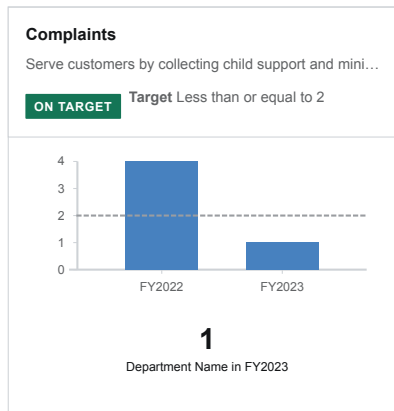 Complaints
Serve customers by collecting child support and mini…
ON TARGET Target Less than or equal to 2
4
3
2
1
0
FY2022 FY2023
1
Department Name in FY2023